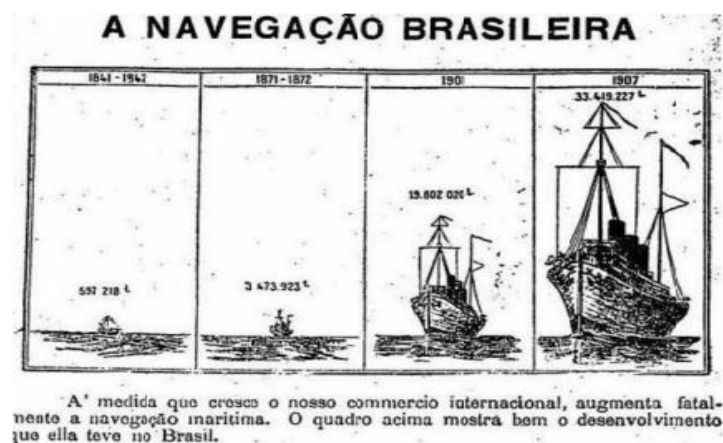 A NAVEGAÇÃO BRASILEIRA
1841 - 1842
1871 - 1872
1901
1907
597 218 t
3 473.923 t
19.802 020 t
33.419.227 t
A' medida que cresce o nosso commercio internacional, augmenta fatal-
mente a navegação maritima. O quadro acima mostra bem o desenvolvimento
que ella teve no Brasil.